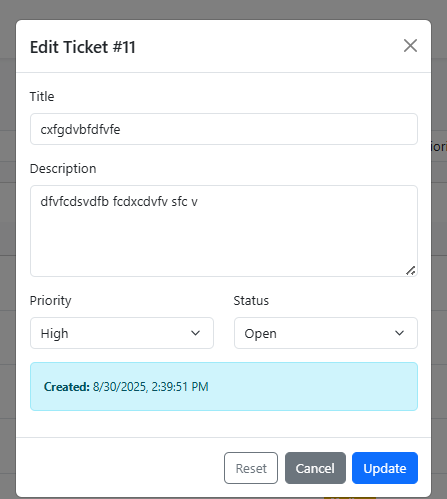 Edit Ticket #11
Title
cxfgdvbfdfvfe
Description
dfvfcdsvdfb fcdxcdvfv sfc v
Priority Status
High Open
Created: 8/30/2025, 2:39:51 PM
Reset Cancel Update